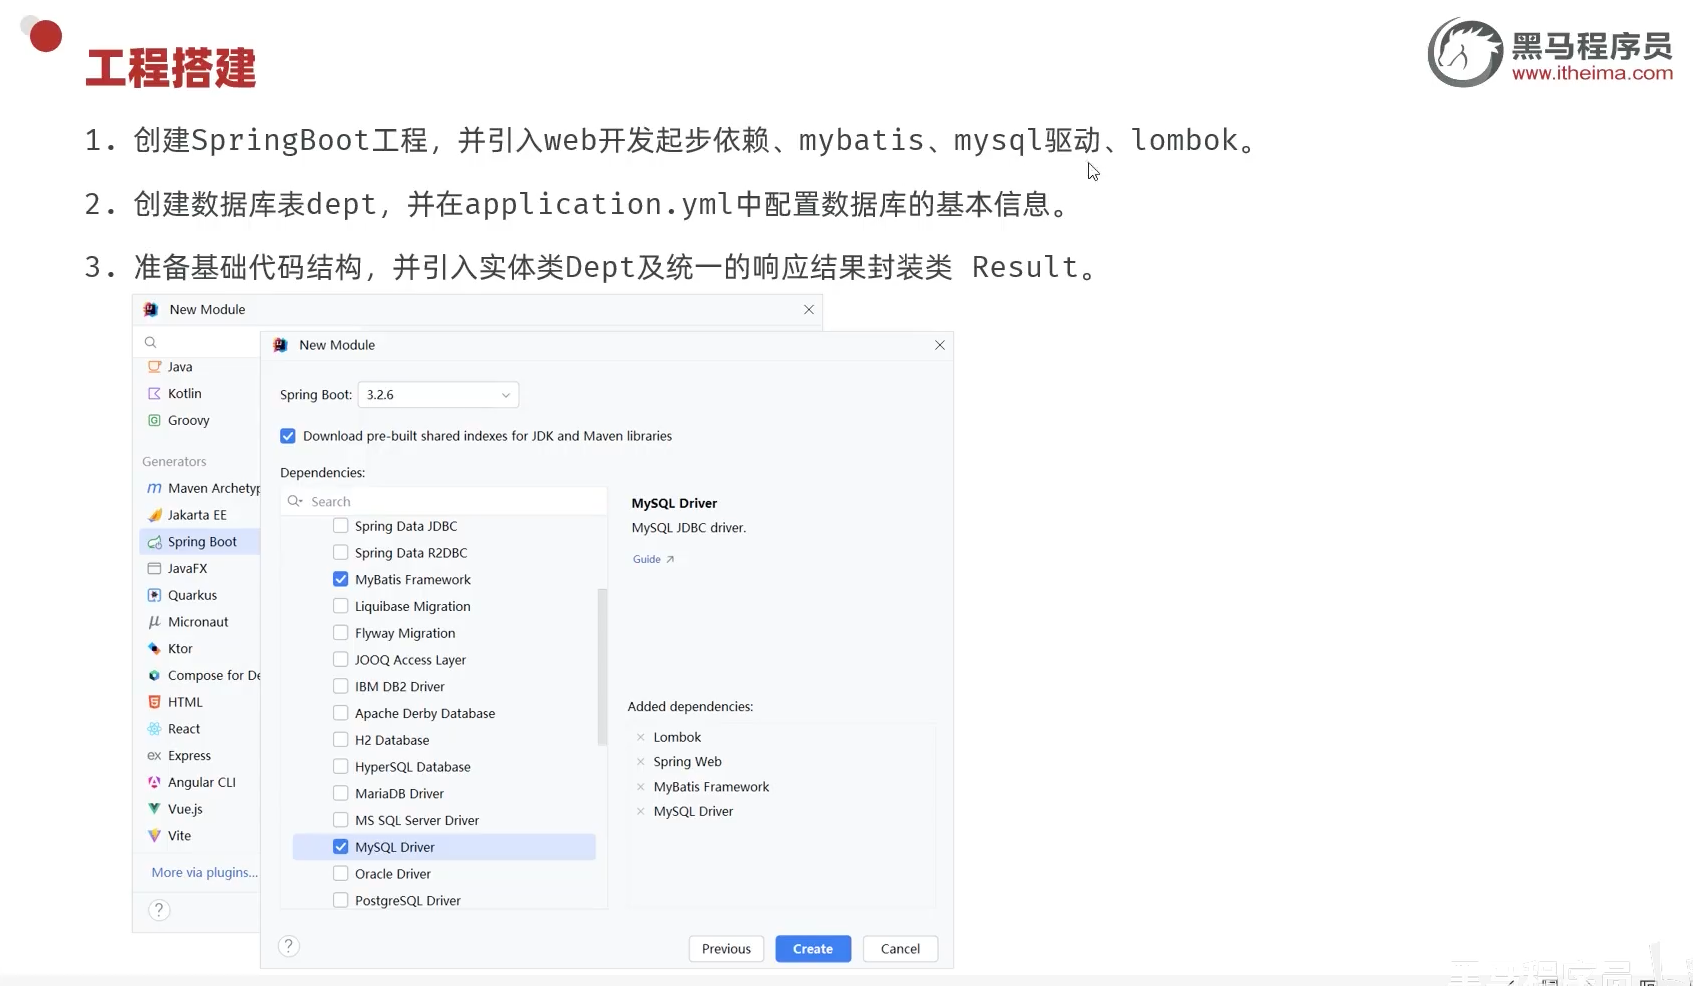 工程搭建
黑马程序员
www.itheima.com
1. 创建SpringBoot工程，并引入web开发起步依赖、mybatis、mysql驱动、lombok。
2. 创建数据库表dept，并在application.yml中配置数据库的基本信息。
3. 准备基础代码结构，并引入实体类Dept及统一的响应结果封装类 Result。
New Module
Java
Kotlin
Groovy
Generators
Maven Archetyp
Jakarta EE
Spring Boot
JavaFX
Quarkus
Micronaut
Ktor
Compose for De
HTML
React
Express
Angular CLI
Vue.js
Vite
More via plugins...
New Module
Spring Boot: 3.2.6
Download pre-built shared indexes for JDK and Maven libraries
Dependencies:
Search
Spring Data JDBC
Spring Data R2DBC
MyBatis Framework
Liquibase Migration
Flyway Migration
JOOQ Access Layer
IBM DB2 Driver
Apache Derby Database
H2 Database
HyperSQL Database
MariaDB Driver
MS SQL Server Driver
MySQL Driver
Oracle Driver
PostgreSQL Driver
MySQL Driver
MySQL JDBC driver.
Guide
Added dependencies:
Lombok
Spring Web
MyBatis Framework
MySQL Driver
Previous
Create
Cancel